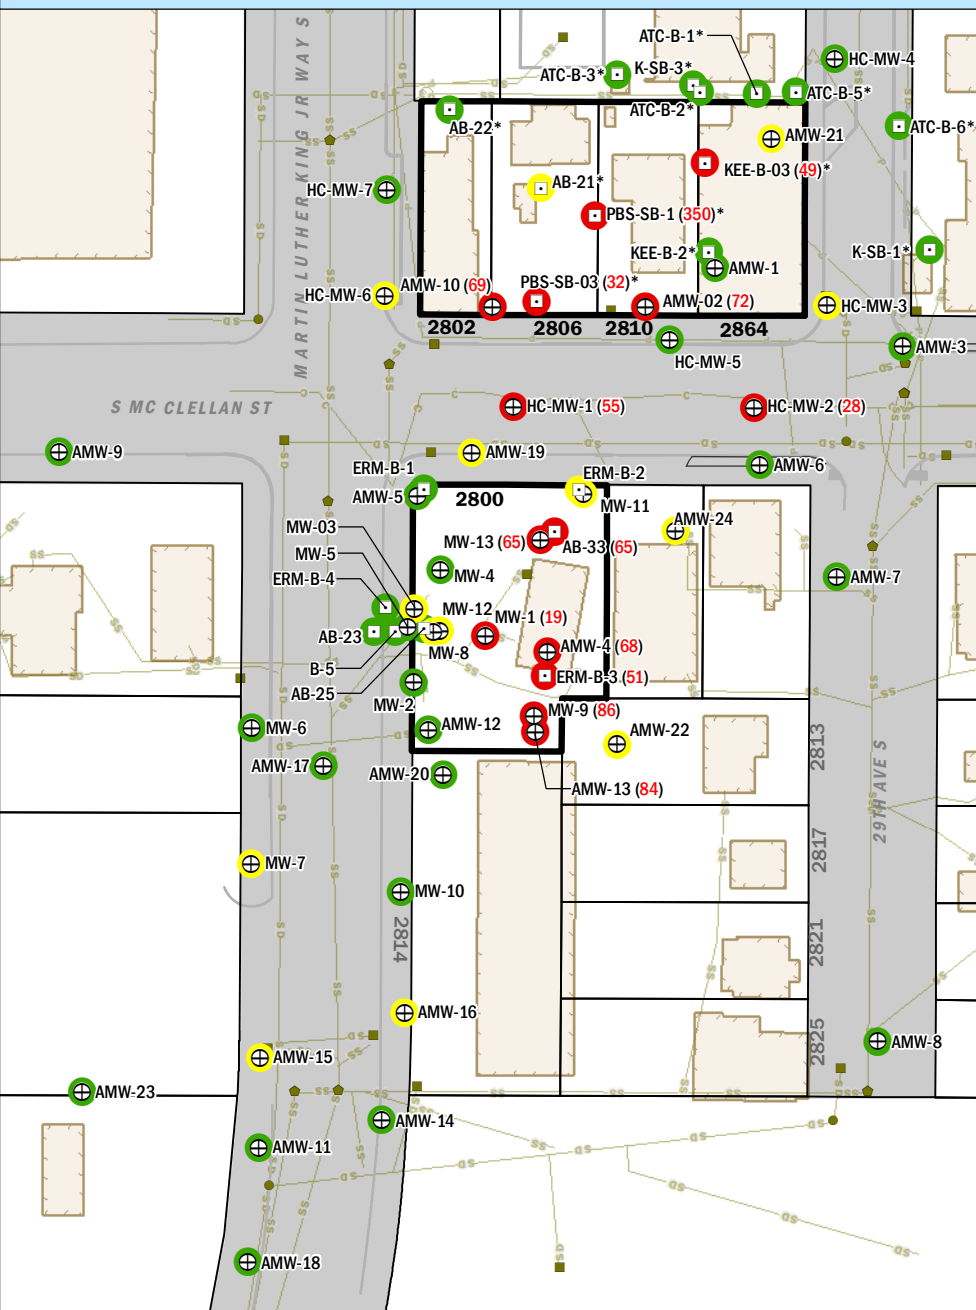 ATC-B-1*
ATC-B-3*
K-SB-3*
HC-MW-4
ATC-B-5*
ATC-B-2*
AB-22*
ATC-B-6*
AMW-21
KEE-B-03 (49)*
AB-21*
HC-MW-7
PBS-SB-1 (350)*
KEE-B-2*
K-SB-1*
AMW-1
MARTIN LUTHER KING JR WAY S
HC-MW-6
AMW-10 (69)
PBS-SB-03 (32)*
AMW-02 (72)
HC-MW-3
2802
2806
2810
2864
AMW-3
HC-MW-5
S MC CLELLAN ST
HC-MW-1 (55)
HC-MW-2 (28)
AMW-9
AMW-19
AMW-6
ERM-B-1
ERM-B-2
AMW-5
2800
MW-11
MW-03
AMW-24
MW-13 (65)
AB-33 (65)
MW-5
ERM-B-4
MW-4
AMW-7
MW-12
MW-1 (19)
AB-23
MW-8
AMW-4 (68)
B-5
ERM-B-3 (51)
AB-25
MW-2
MW-9 (86)
MW-6
AMW-12
AMW-22
2813
29TH AVE S
AMW-17
AMW-20
AMW-13 (84)
2817
MW-7
MW-10
2814
2821
AMW-16
2825
AMW-8
AMW-15
AMW-23
AMW-14
AMW-11
AMW-18
SD
SS
C